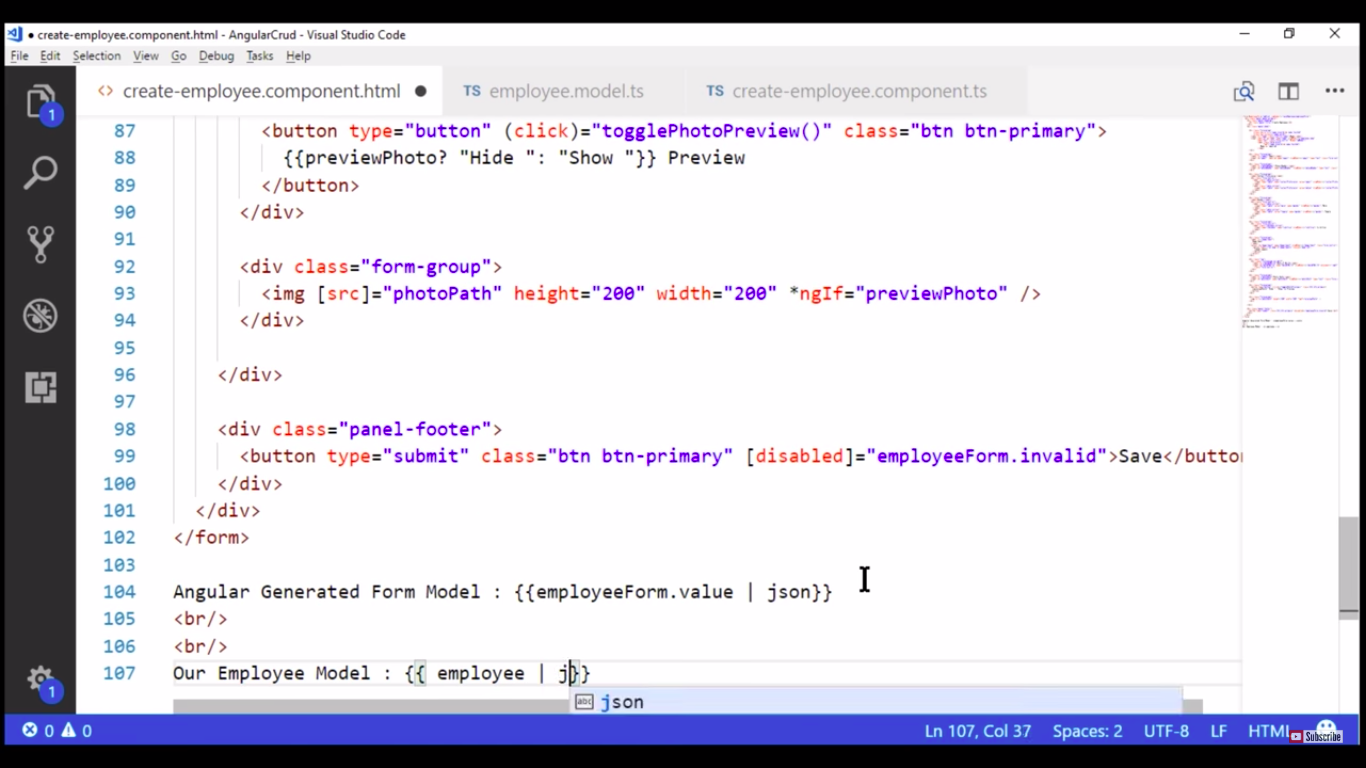 create-employee.component.html - AngularCrud - Visual Studio Code
File Edit Selection View Go Debug Tasks Help
<> create-employee.component.html ● TS employee.model.ts TS create-employee.component.ts
87 <button type="button" (click)="togglePhotoPreview()" class="btn btn-primary">
88 {{previewPhoto? "Hide ": "Show "}} Preview
89 </button>
90 </div>
91
92 <div class="form-group">
93 <img [src]="photoPath" height="200" width="200" *ngIf="previewPhoto" />
94 </div>
95
96 </div>
97
98 <div class="panel-footer">
99 <button type="submit" class="btn btn-primary" [disabled]="employeeForm.invalid">Save</butto
100 </div>
101 </div>
102 </form>
103
104 Angular Generated Form Model : {{employeeForm.value | json}}
105 <br/>
106 <br/>
107 Our Employee Model : {{ employee | j}}
abc json
1
1
0 0 Ln 107, Col 37 Spaces: 2 UTF-8 LF HTML
Subscribe